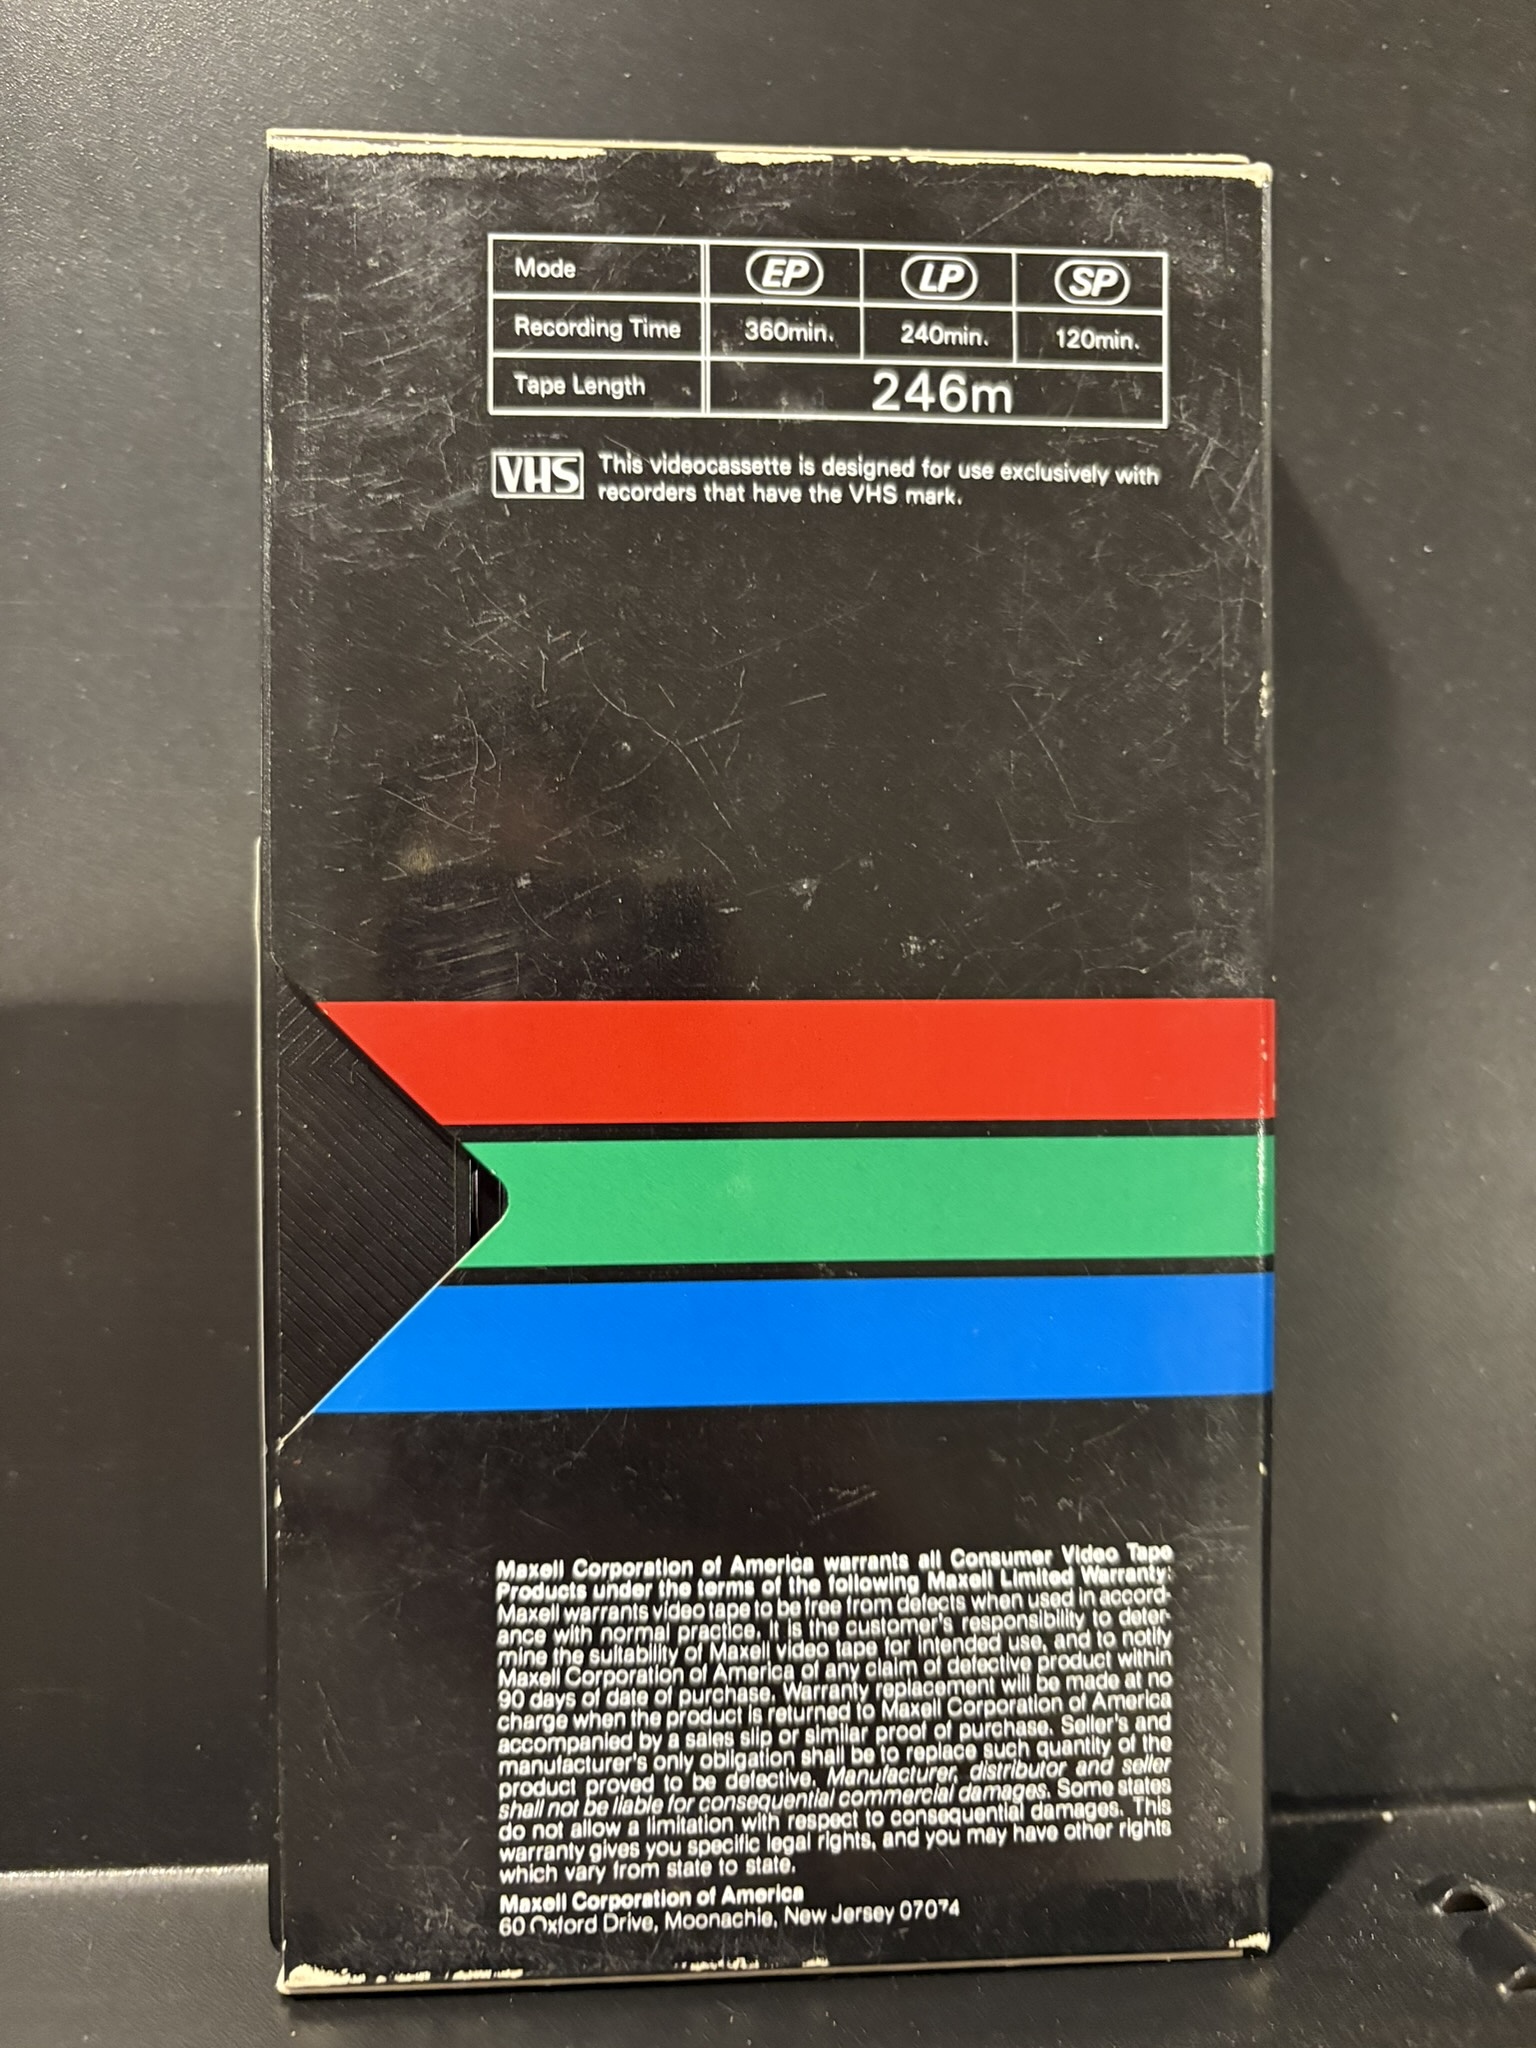 Mode EP LP SP
Recording Time 360min. 240min. 120min.
Tape Length 246m
VHS This videocassette is designed for use exclusively with
recorders that have the VHS mark.
Maxell Corporation of America warrants all Consumer Video Tape
Products under the terms of the following Maxell Limited Warranty:
Maxell warrants video tape to be free from defects when used in accord-
ance with normal practice. It is the customer's responsibility to deter-
mine the suitability of Maxell video tape for intended use, and to notify
Maxell Corporation of America of any claim of defective product within
90 days of date of purchase. Warranty replacement will be made at no
charge when the product is returned to Maxell Corporation of America
accompanied by a sales slip or similar proof of purchase. Seller's and
manufacturer's only obligation shall be to replace such quantity of the
product proved to be defective. Manufacturer, distributor and seller
shall not be liable for consequential commercial damages. Some states
do not allow a limitation with respect to consequential damages. This
warranty gives you specific legal rights, and you may have other rights
which vary from state to state.
Maxell Corporation of America
60 Oxford Drive, Moonachie, New Jersey 07074